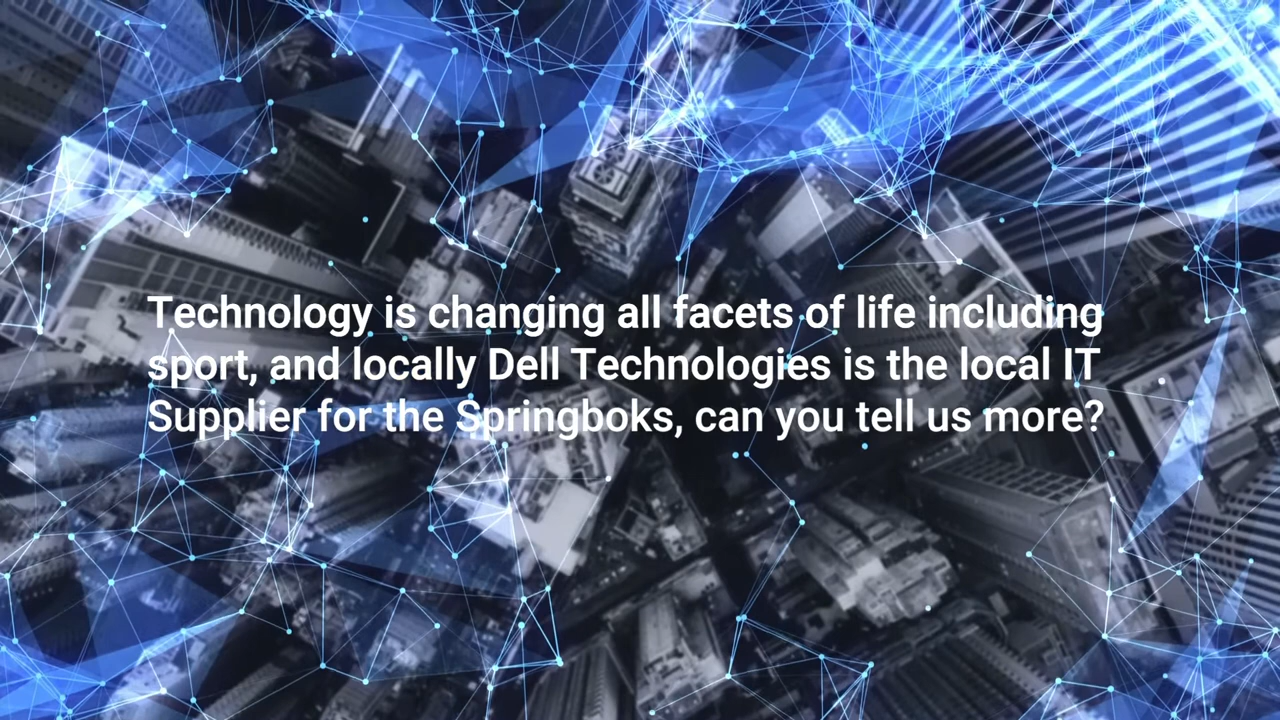 Technology is changing all facets of life including
sport, and locally Dell Technologies is the local IT
Supplier for the Springboks, can you tell us more?